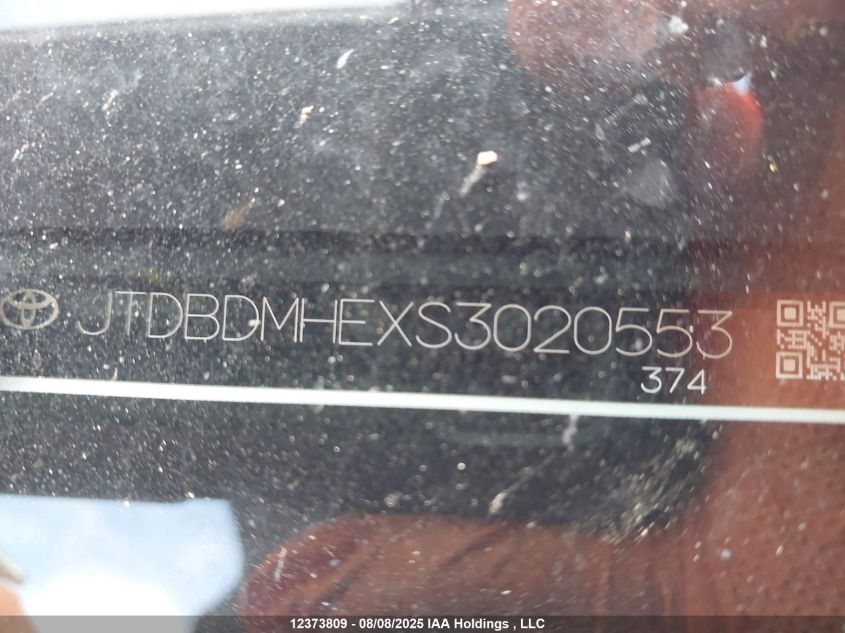 JTDBDMHEXS3020553
374
12373809 - 08/08/2025 IAA Holdings , LLC